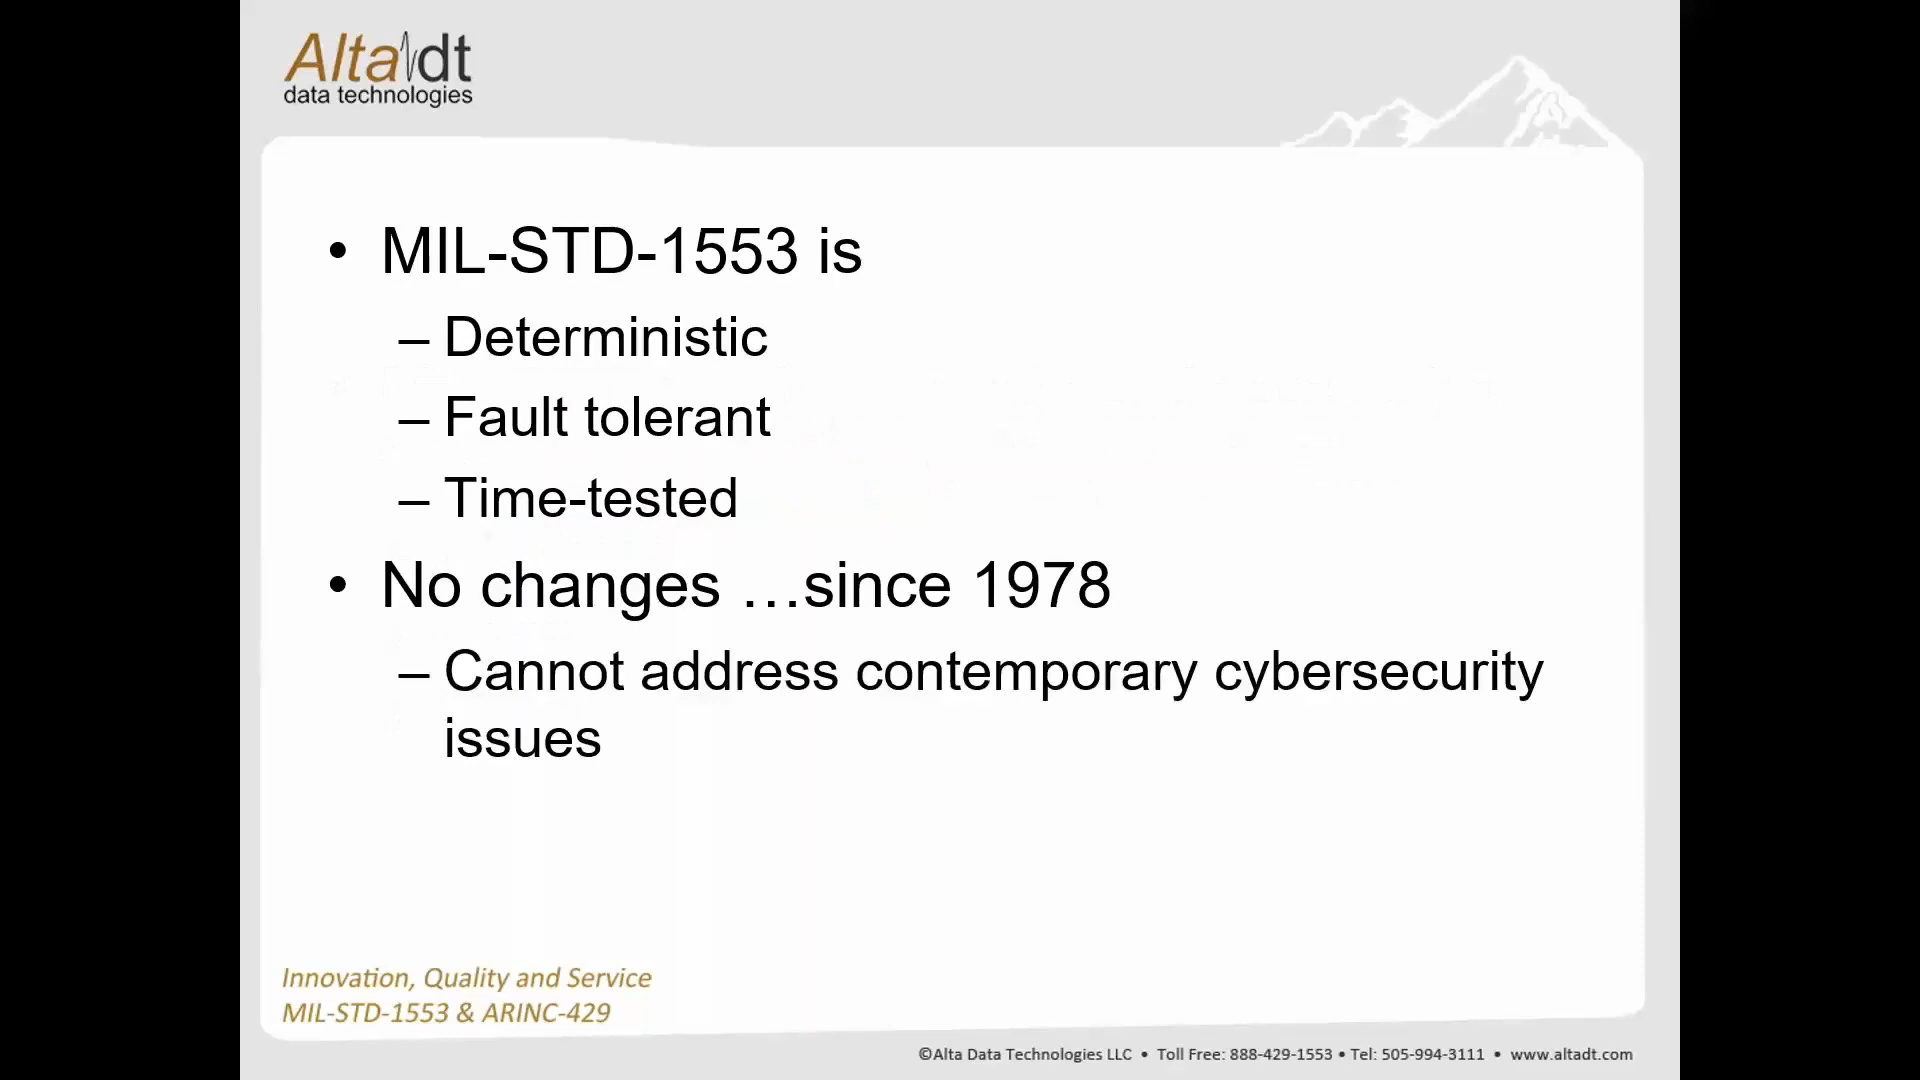 Alta dt
data technologies
• MIL-STD-1553 is
– Deterministic
– Fault tolerant
– Time-tested
• No changes …since 1978
– Cannot address contemporary cybersecurity
issues
Innovation, Quality and Service
MIL-STD-1553 & ARINC-429
©Alta Data Technologies LLC • Toll Free: 888-429-1553 • Tel: 505-994-3111 • www.altadt.com